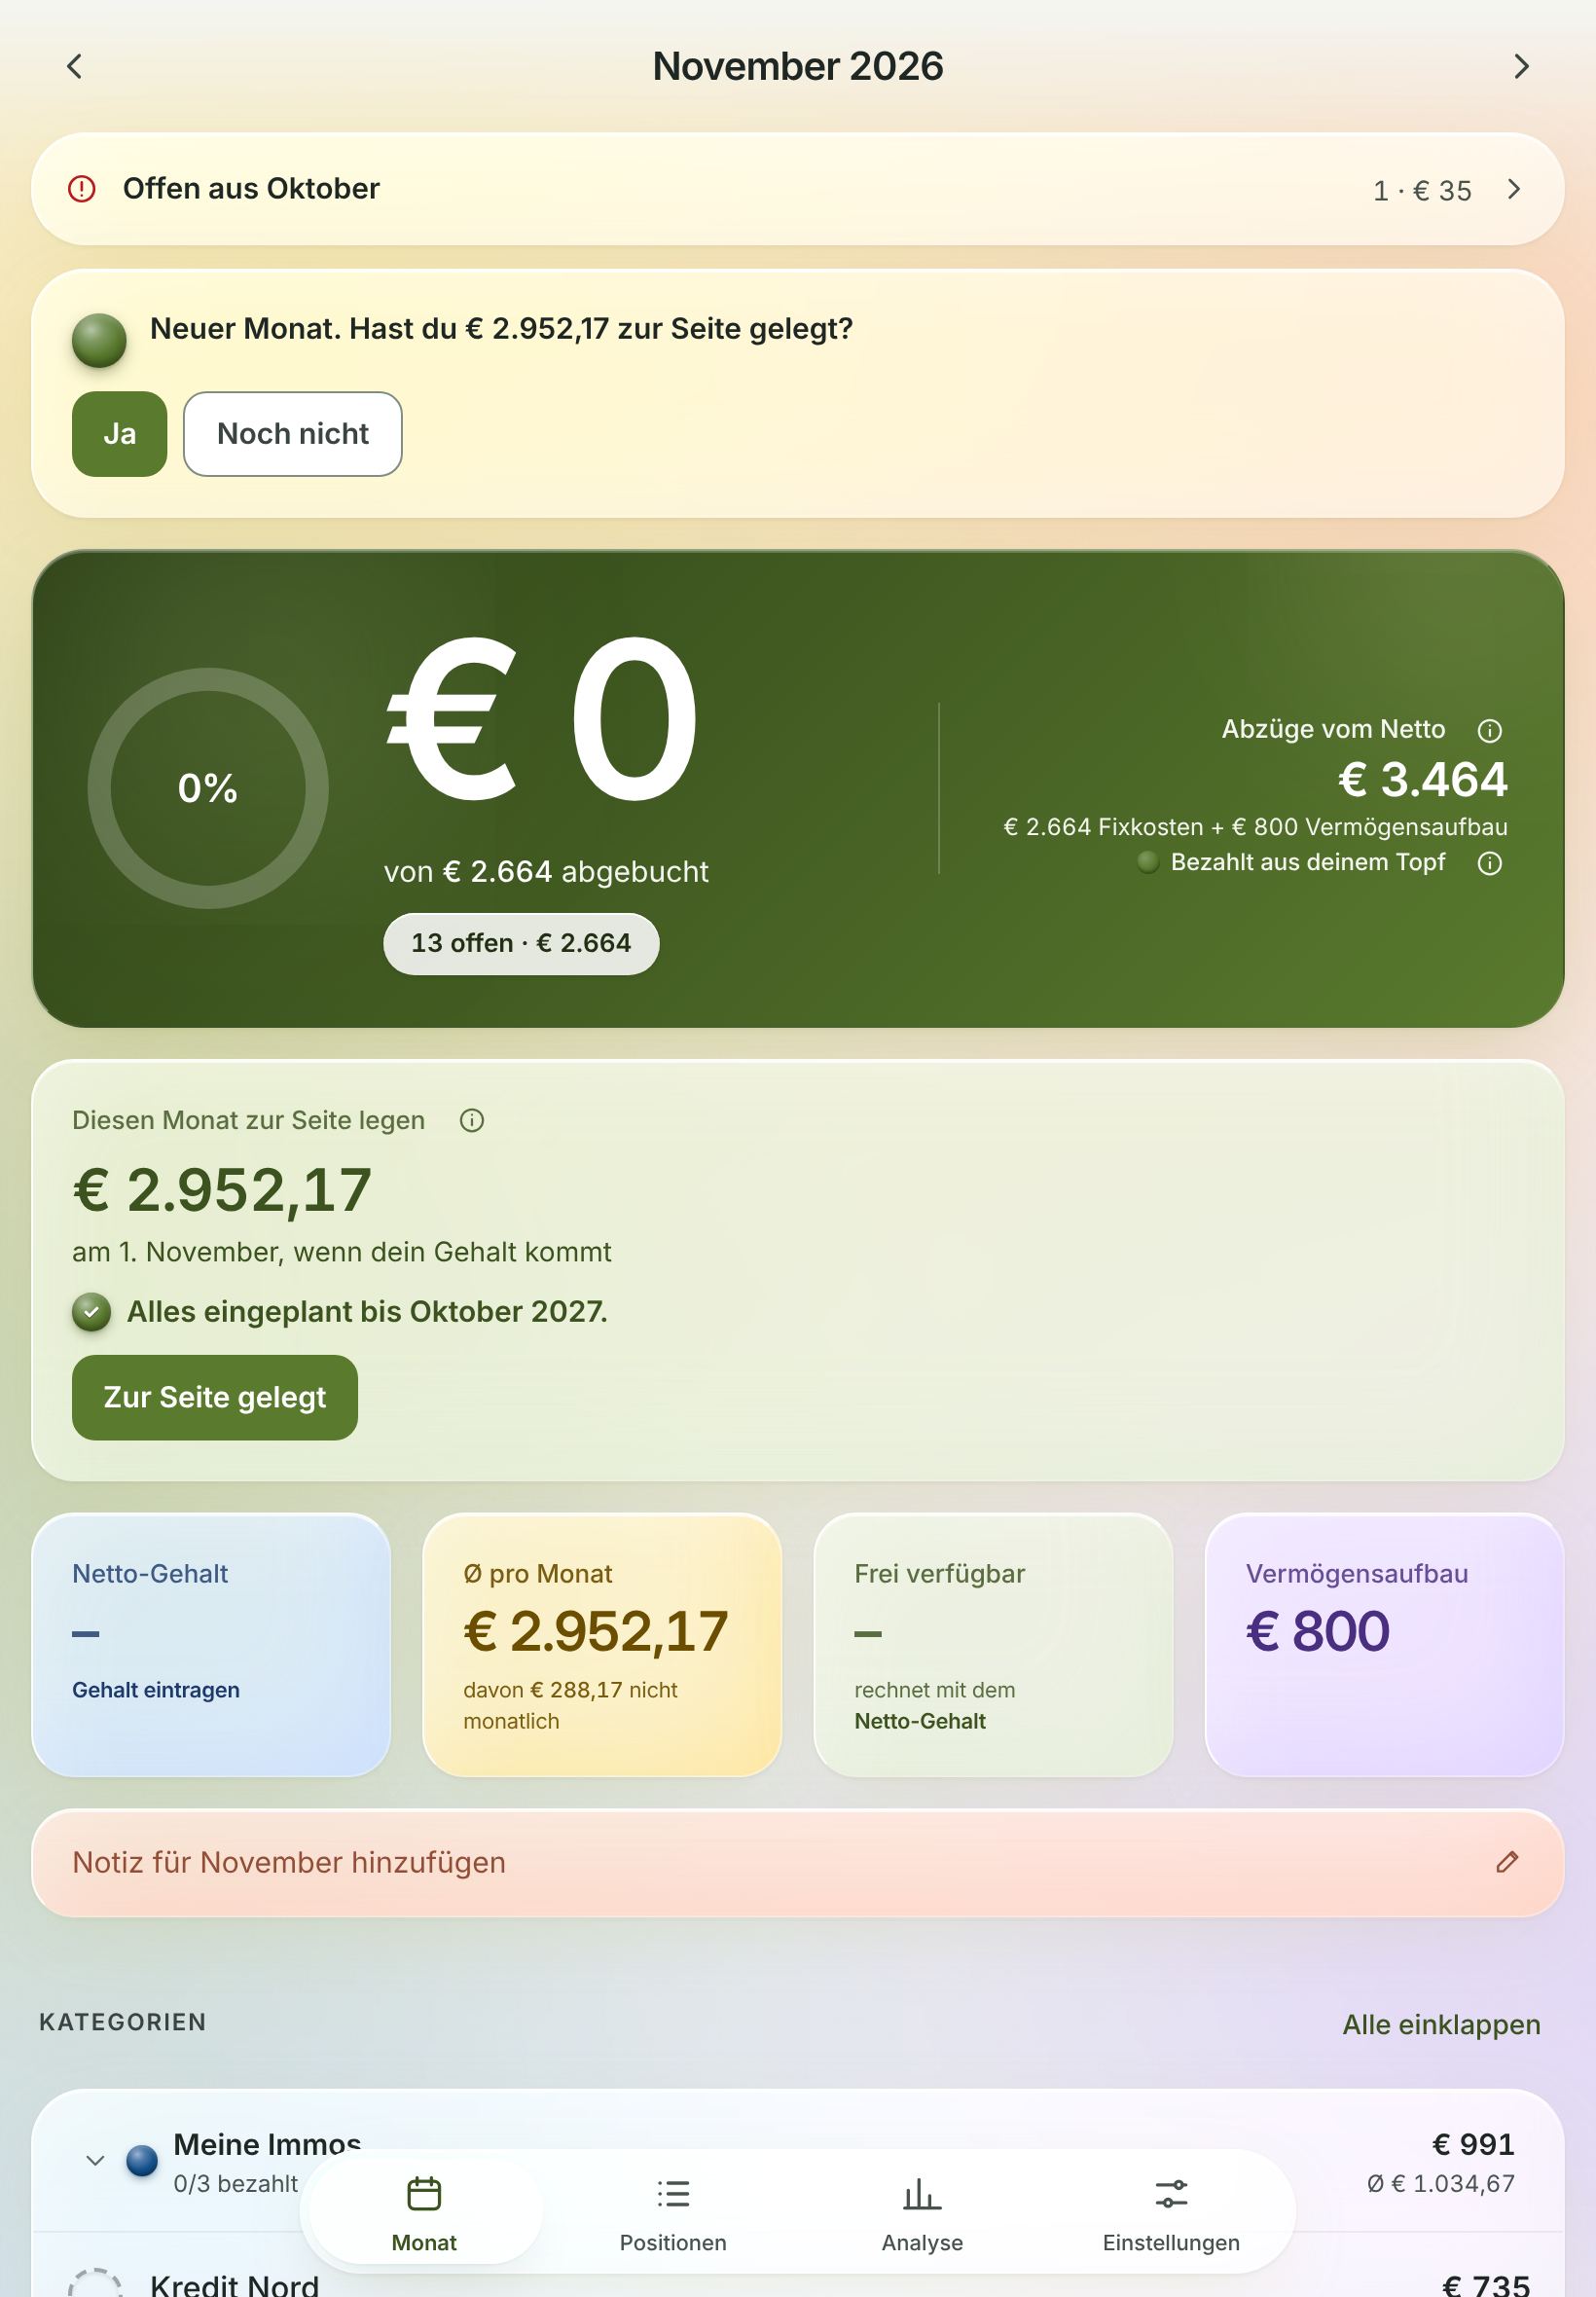 November 2026
Offen aus Oktober
1 · € 35
Neuer Monat. Hast du € 2.952,17 zur Seite gelegt?
Ja
Noch nicht
0%
€ 0
von € 2.664 abgebucht
13 offen · € 2.664
Abzüge vom Netto
€ 3.464
€ 2.664 Fixkosten + € 800 Vermögensaufbau
Bezahlt aus deinem Topf
Diesen Monat zur Seite legen
€ 2.952,17
am 1. November, wenn dein Gehalt kommt
Alles eingeplant bis Oktober 2027.
Zur Seite gelegt
Netto-Gehalt
–
Gehalt eintragen
Ø pro Monat
€ 2.952,17
davon € 288,17 nicht
monatlich
Frei verfügbar
–
rechnet mit dem
Netto-Gehalt
Vermögensaufbau
€ 800
Notiz für November hinzufügen
KATEGORIEN
Alle einklappen
Meine Immos
0/3 bezahlt
€ 991
Ø € 1.034,67
Monat
Positionen
Analyse
Einstellungen
Kredit Nord
€ 735